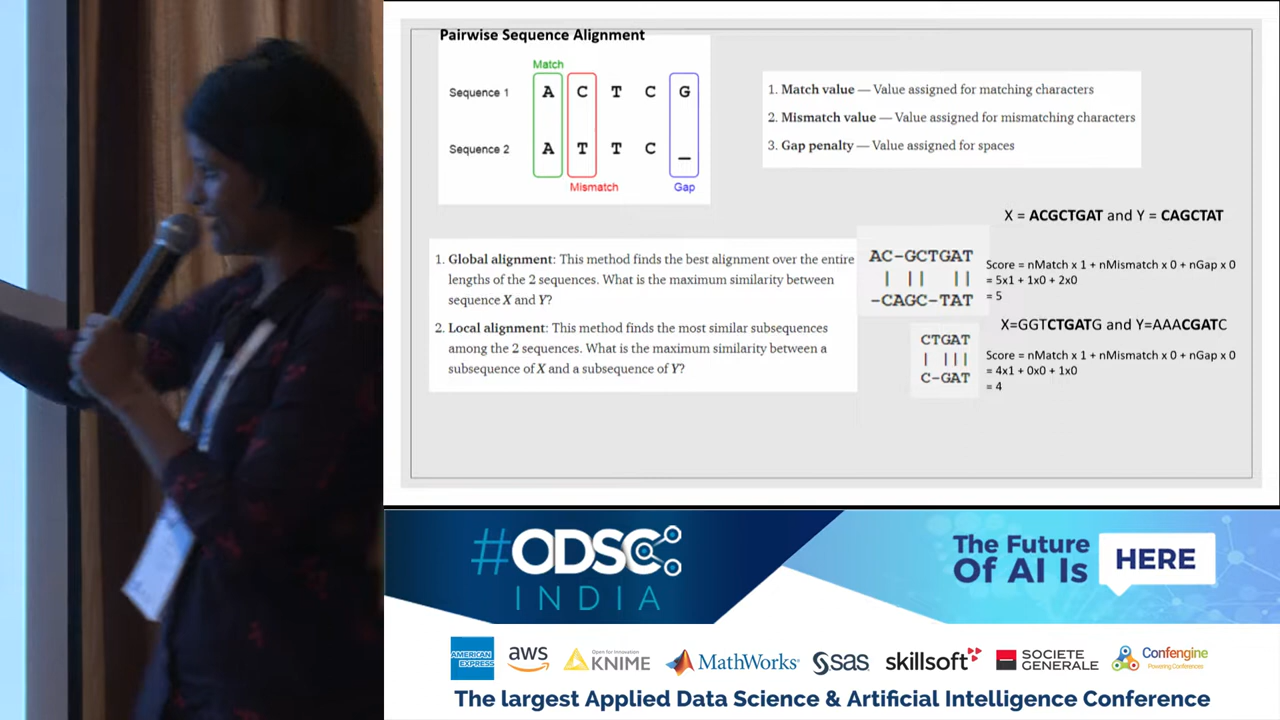 Pairwise Sequence Alignment
Match
Sequence 1 A C T C G
Sequence 2 A T T C _
Mismatch Gap
1. Match value — Value assigned for matching characters
2. Mismatch value — Value assigned for mismatching characters
3. Gap penalty — Value assigned for spaces
1. Global alignment: This method finds the best alignment over the entire
lengths of the 2 sequences. What is the maximum similarity between
sequence X and Y?
2. Local alignment: This method finds the most similar subsequences
among the 2 sequences. What is the maximum similarity between a
subsequence of X and a subsequence of Y?
X = ACGCTGAT and Y = CAGCTAT
AC-GCTGAT
| || ||
-CAGC-TAT
Score = nMatch x 1 + nMismatch x 0 + nGap x 0
= 5x1 + 1x0 + 2x0
= 5
X=GGTCTGATG and Y=AAACGATC
CTGAT
| |||
C-GAT
Score = nMatch x 1 + nMismatch x 0 + nGap x 0
= 4x1 + 0x0 + 1x0
= 4
#ODSC
INDIA
The Future
Of AI Is
HERE
AMERICAN
EXPRESS
aws
Open for Innovation
KNIME
MathWorks®
sas
skillsoft
SOCIETE
GENERALE
Confengine
Powering Conferences
The largest Applied Data Science & Artificial Intelligence Conference